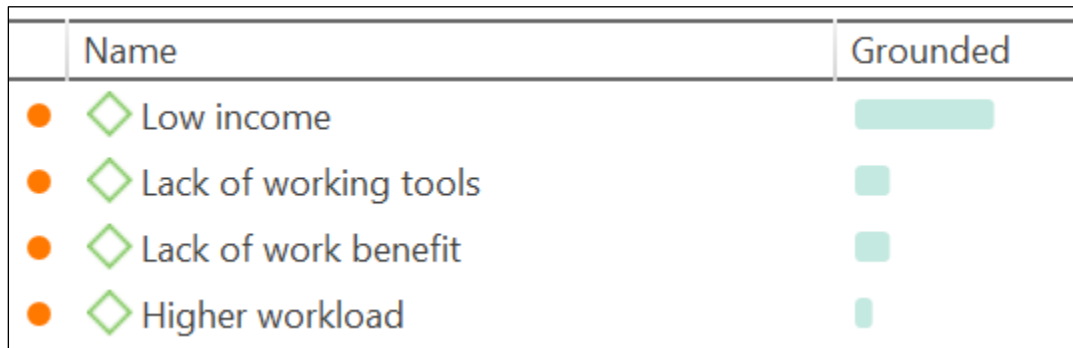 Name Grounded
Low income
Lack of working tools
Lack of work benefit
Higher workload